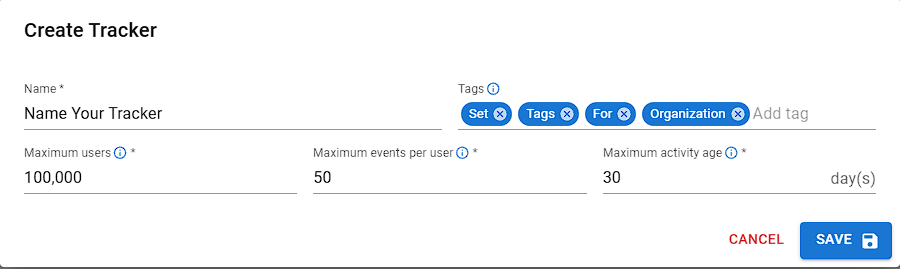 Create Tracker
Name * Tags
Name Your Tracker Set Tags For Organization Add tag
Maximum users * Maximum events per user * Maximum activity age *
100,000 50 30 day(s)
CANCEL SAVE